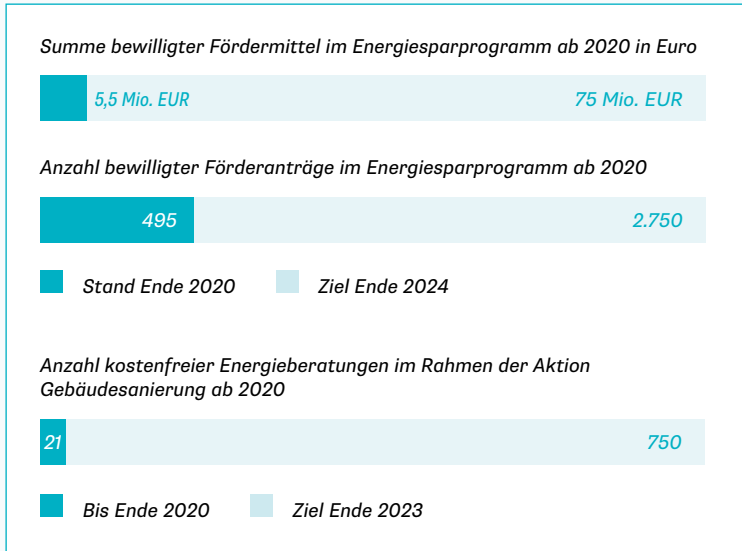 Summe bewilligter Fördermittel im Energiesparprogramm ab 2020 in Euro
5,5 Mio. EUR 75 Mio. EUR
Anzahl bewilligter Förderanträge im Energiesparprogramm ab 2020
495 2.750
Stand Ende 2020 Ziel Ende 2024
Anzahl kostenfreier Energieberatungen im Rahmen der Aktion
Gebäudesanierung ab 2020
21 750
Bis Ende 2020 Ziel Ende 2023